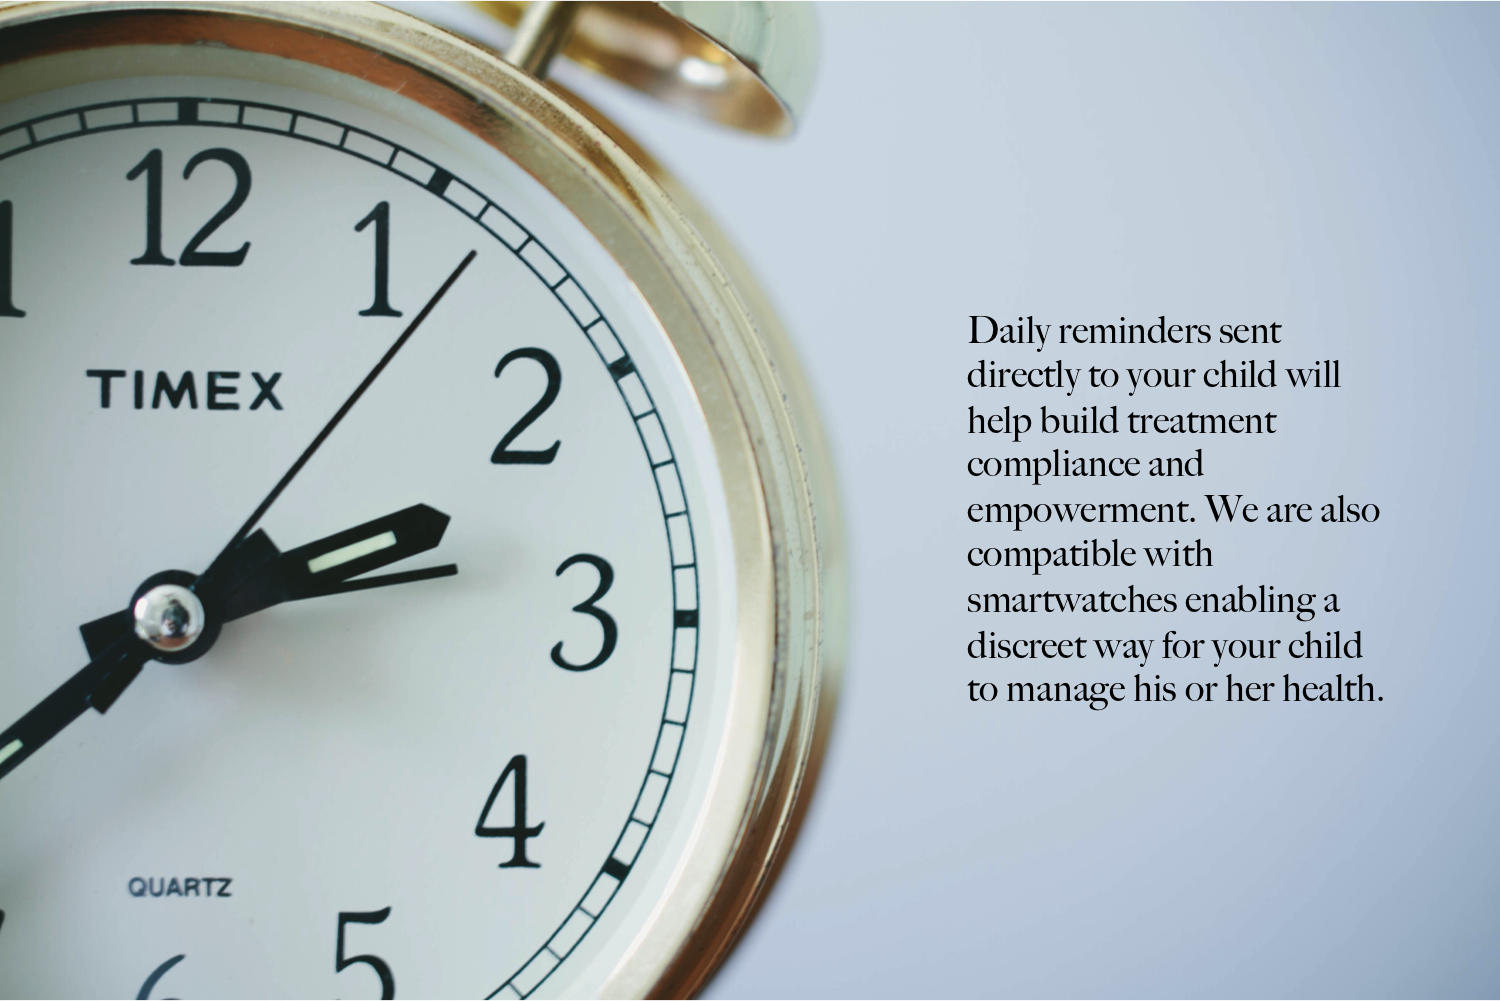 12
1
1
TIMEX
2
3
4
QUARTZ
5
6
Daily reminders sent
directly to your child will
help build treatment
compliance and
empowerment. We are also
compatible with
smartwatches enabling a
discreet way for your child
to manage his or her health.